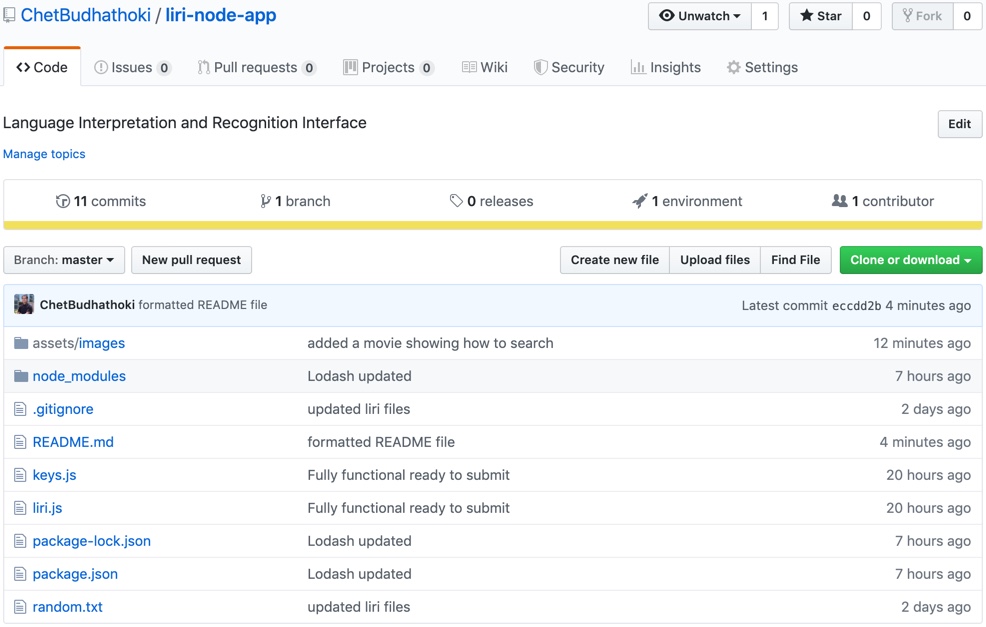 ChetBudhathoki / liri-node-app Unwatch 1 Star 0 Fork 0
Code Issues 0 Pull requests 0 Projects 0 Wiki Security Insights Settings
Language Interpretation and Recognition Interface Edit
Manage topics
11 commits 1 branch 0 releases 1 environment 1 contributor
Branch: master New pull request Create new file Upload files Find File Clone or download
ChetBudhathoki formatted README file Latest commit eccdd2b 4 minutes ago
assets/images added a movie showing how to search 12 minutes ago
node_modules Lodash updated 7 hours ago
.gitignore updated liri files 2 days ago
README.md formatted README file 4 minutes ago
keys.js Fully functional ready to submit 20 hours ago
liri.js Fully functional ready to submit 20 hours ago
package-lock.json Lodash updated 7 hours ago
package.json Lodash updated 7 hours ago
random.txt updated liri files 2 days ago